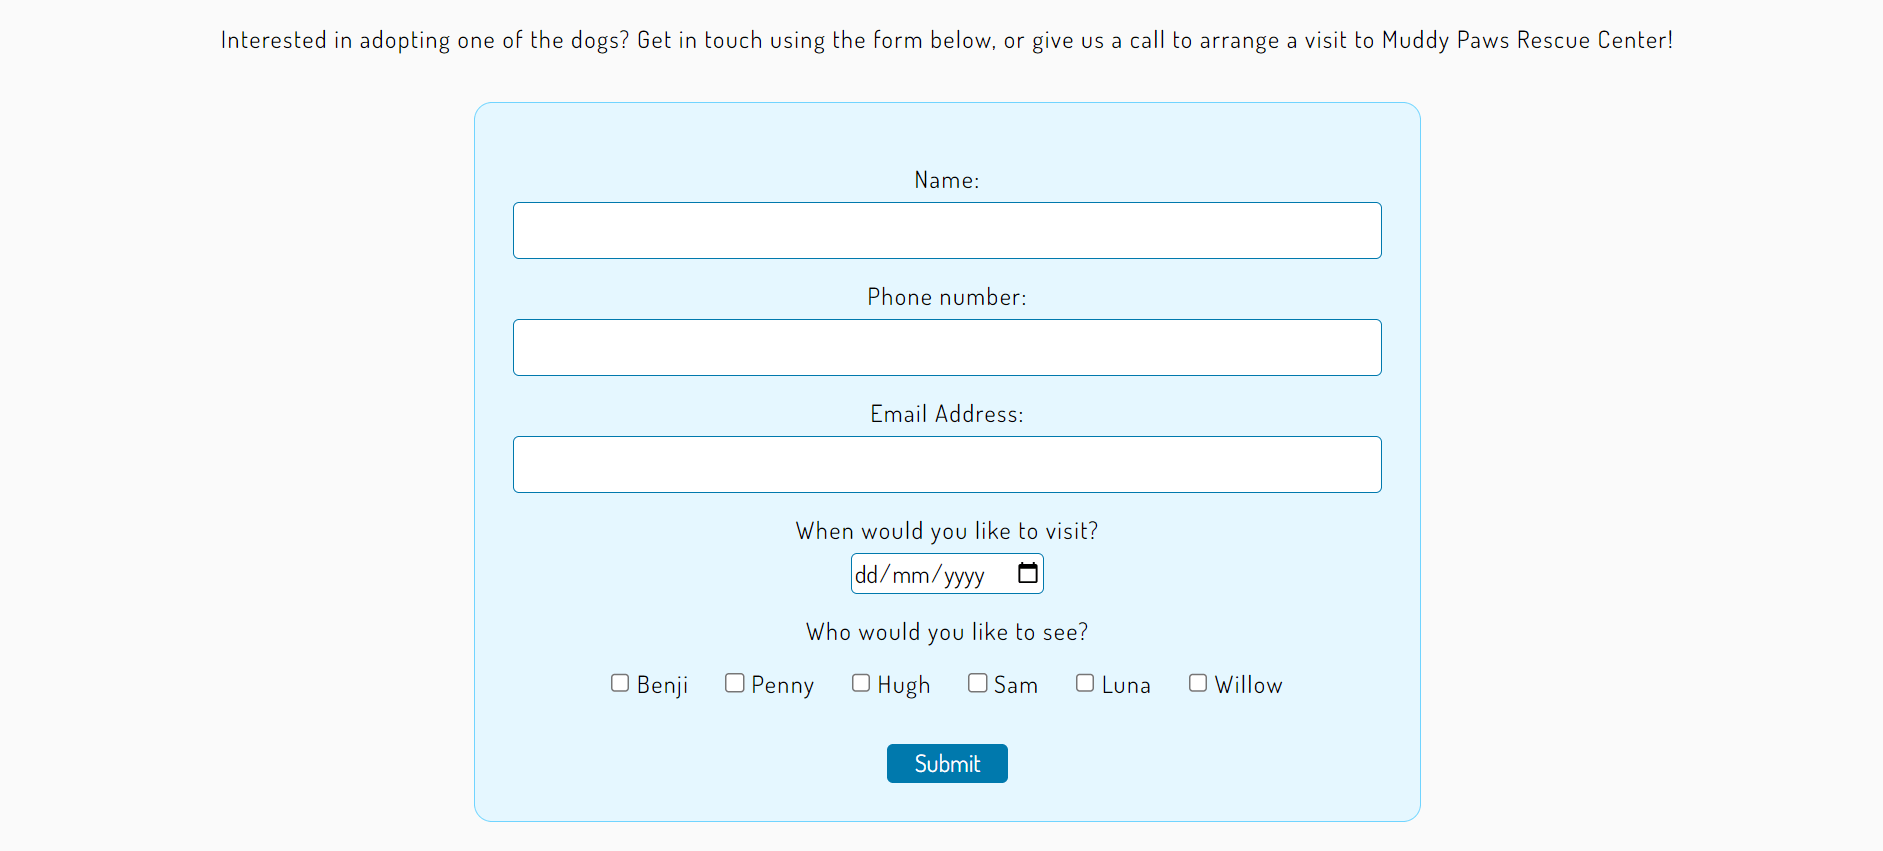 Interested in adopting one of the dogs? Get in touch using the form below, or give us a call to arrange a visit to Muddy Paws Rescue Center!
Name:
Phone number:
Email Address:
When would you like to visit?
dd/mm/yyyy
Who would you like to see?
Benji Penny Hugh Sam Luna Willow
Submit